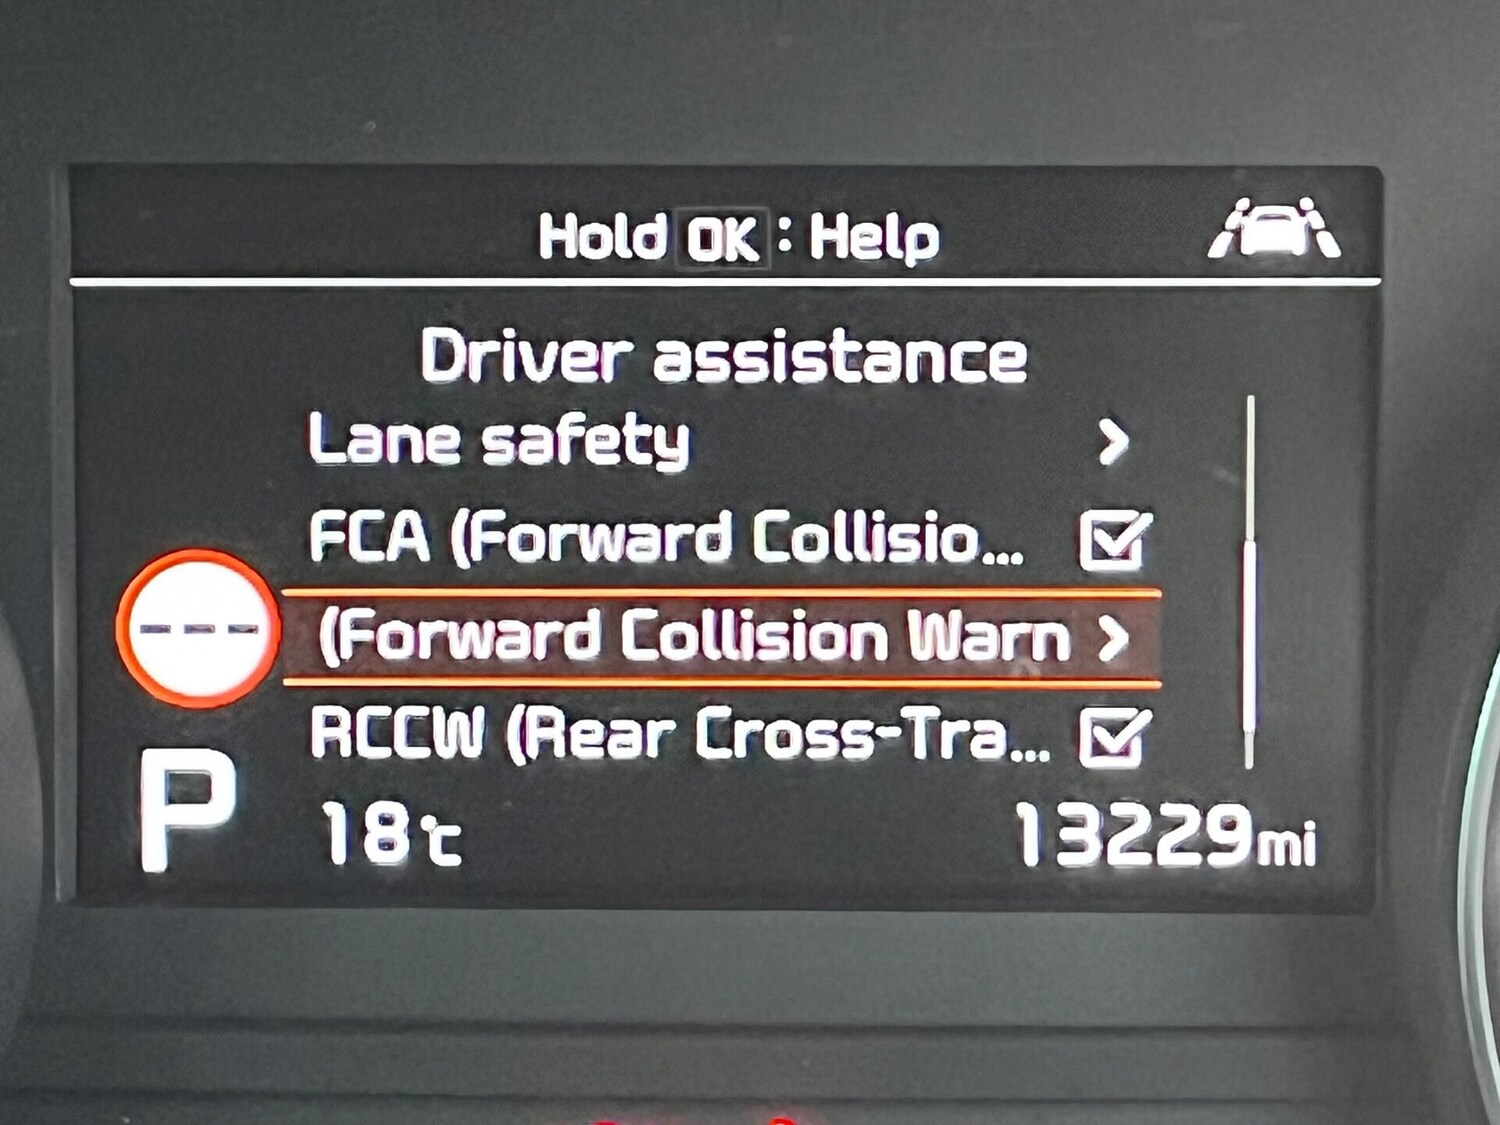 Hold OK : Help
Driver assistance
Lane safety >
FCA (Forward Collisio...
(Forward Collision Warn >
RCCW (Rear Cross-Tra...
---
P 18°C 13229mi